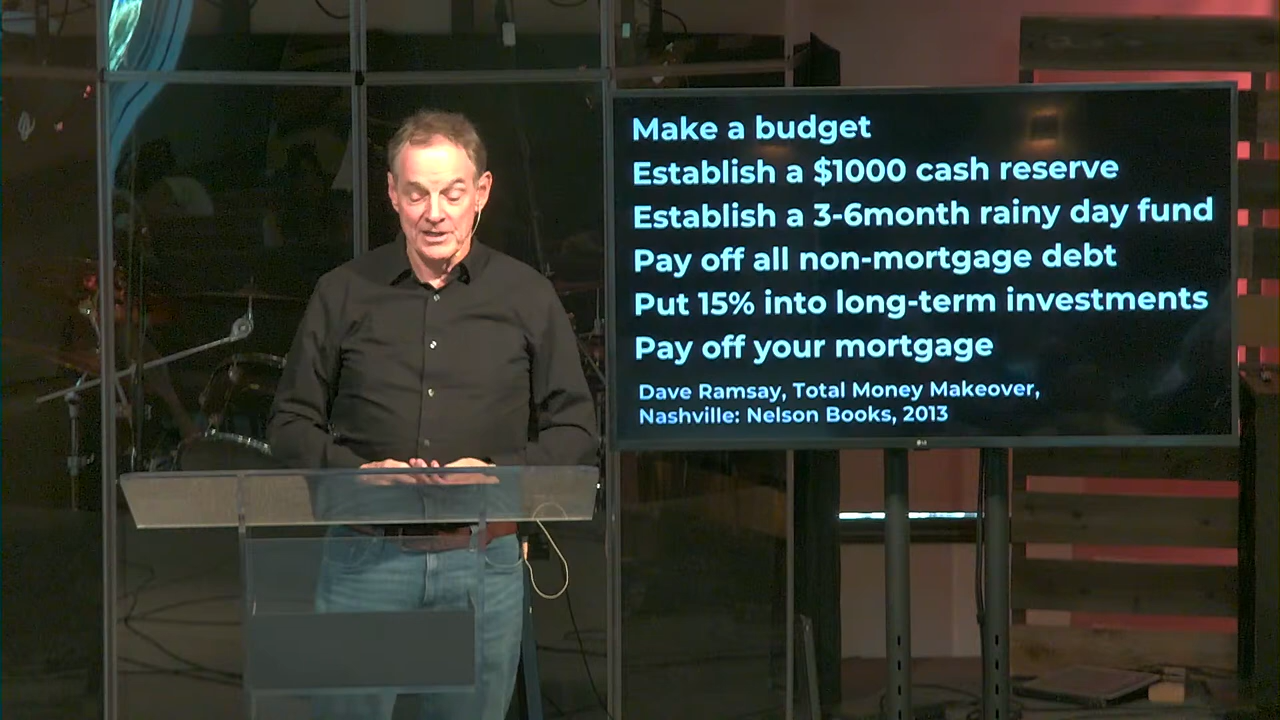 Make a budget
Establish a $1000 cash reserve
Establish a 3-6month rainy day fund
Pay off all non-mortgage debt
Put 15% into long-term investments
Pay off your mortgage
Dave Ramsay, Total Money Makeover,
Nashville: Nelson Books, 2013
LG